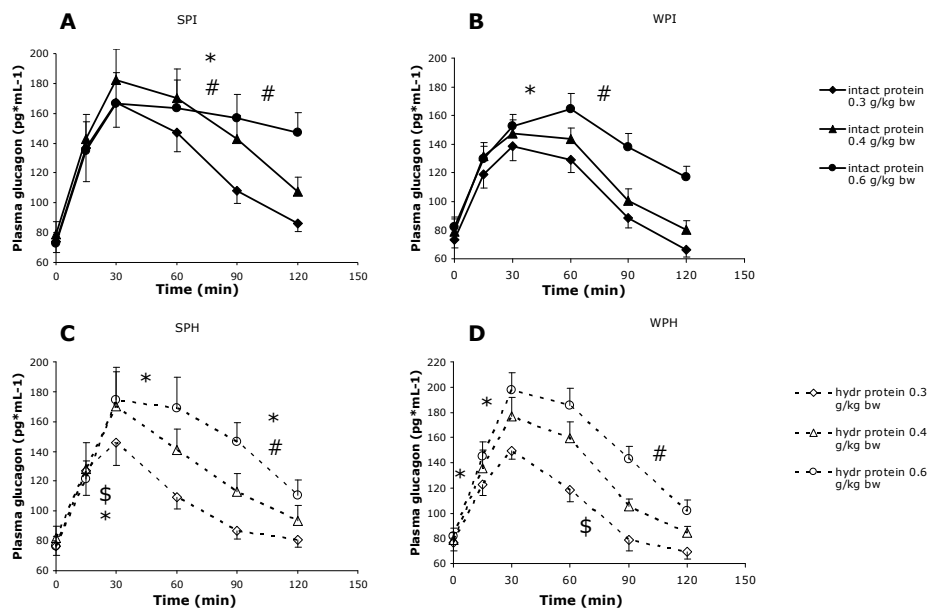 A
SPI
Plasma glucagon (pg*mL-1)
200
180
160
140
120
100
80
60
*
#
#
0
30
60
90
120
150
Time (min)
B
WPI
Plasma glucagon (pg*mL-1)
200
180
160
140
120
100
80
60
*
#
0
30
60
90
120
150
Time (min)
intact protein
0.3 g/kg bw
intact protein
0.4 g/kg bw
intact protein
0.6 g/kg bw
C
SPH
Plasma glucagon (pg*mL-1)
200
180
160
140
120
100
80
60
*
*
#
$
*
0
30
60
90
120
150
Time (min)
D
WPH
Plasma glucagon (pg*mL-1)
220
200
180
160
140
120
100
80
60
*
*
#
$
0
30
60
90
120
150
Time (min)
hydr protein 0.3
g/kg bw
hydr protein 0.4
g/kg bw
hydr protein 0.6
g/kg bw